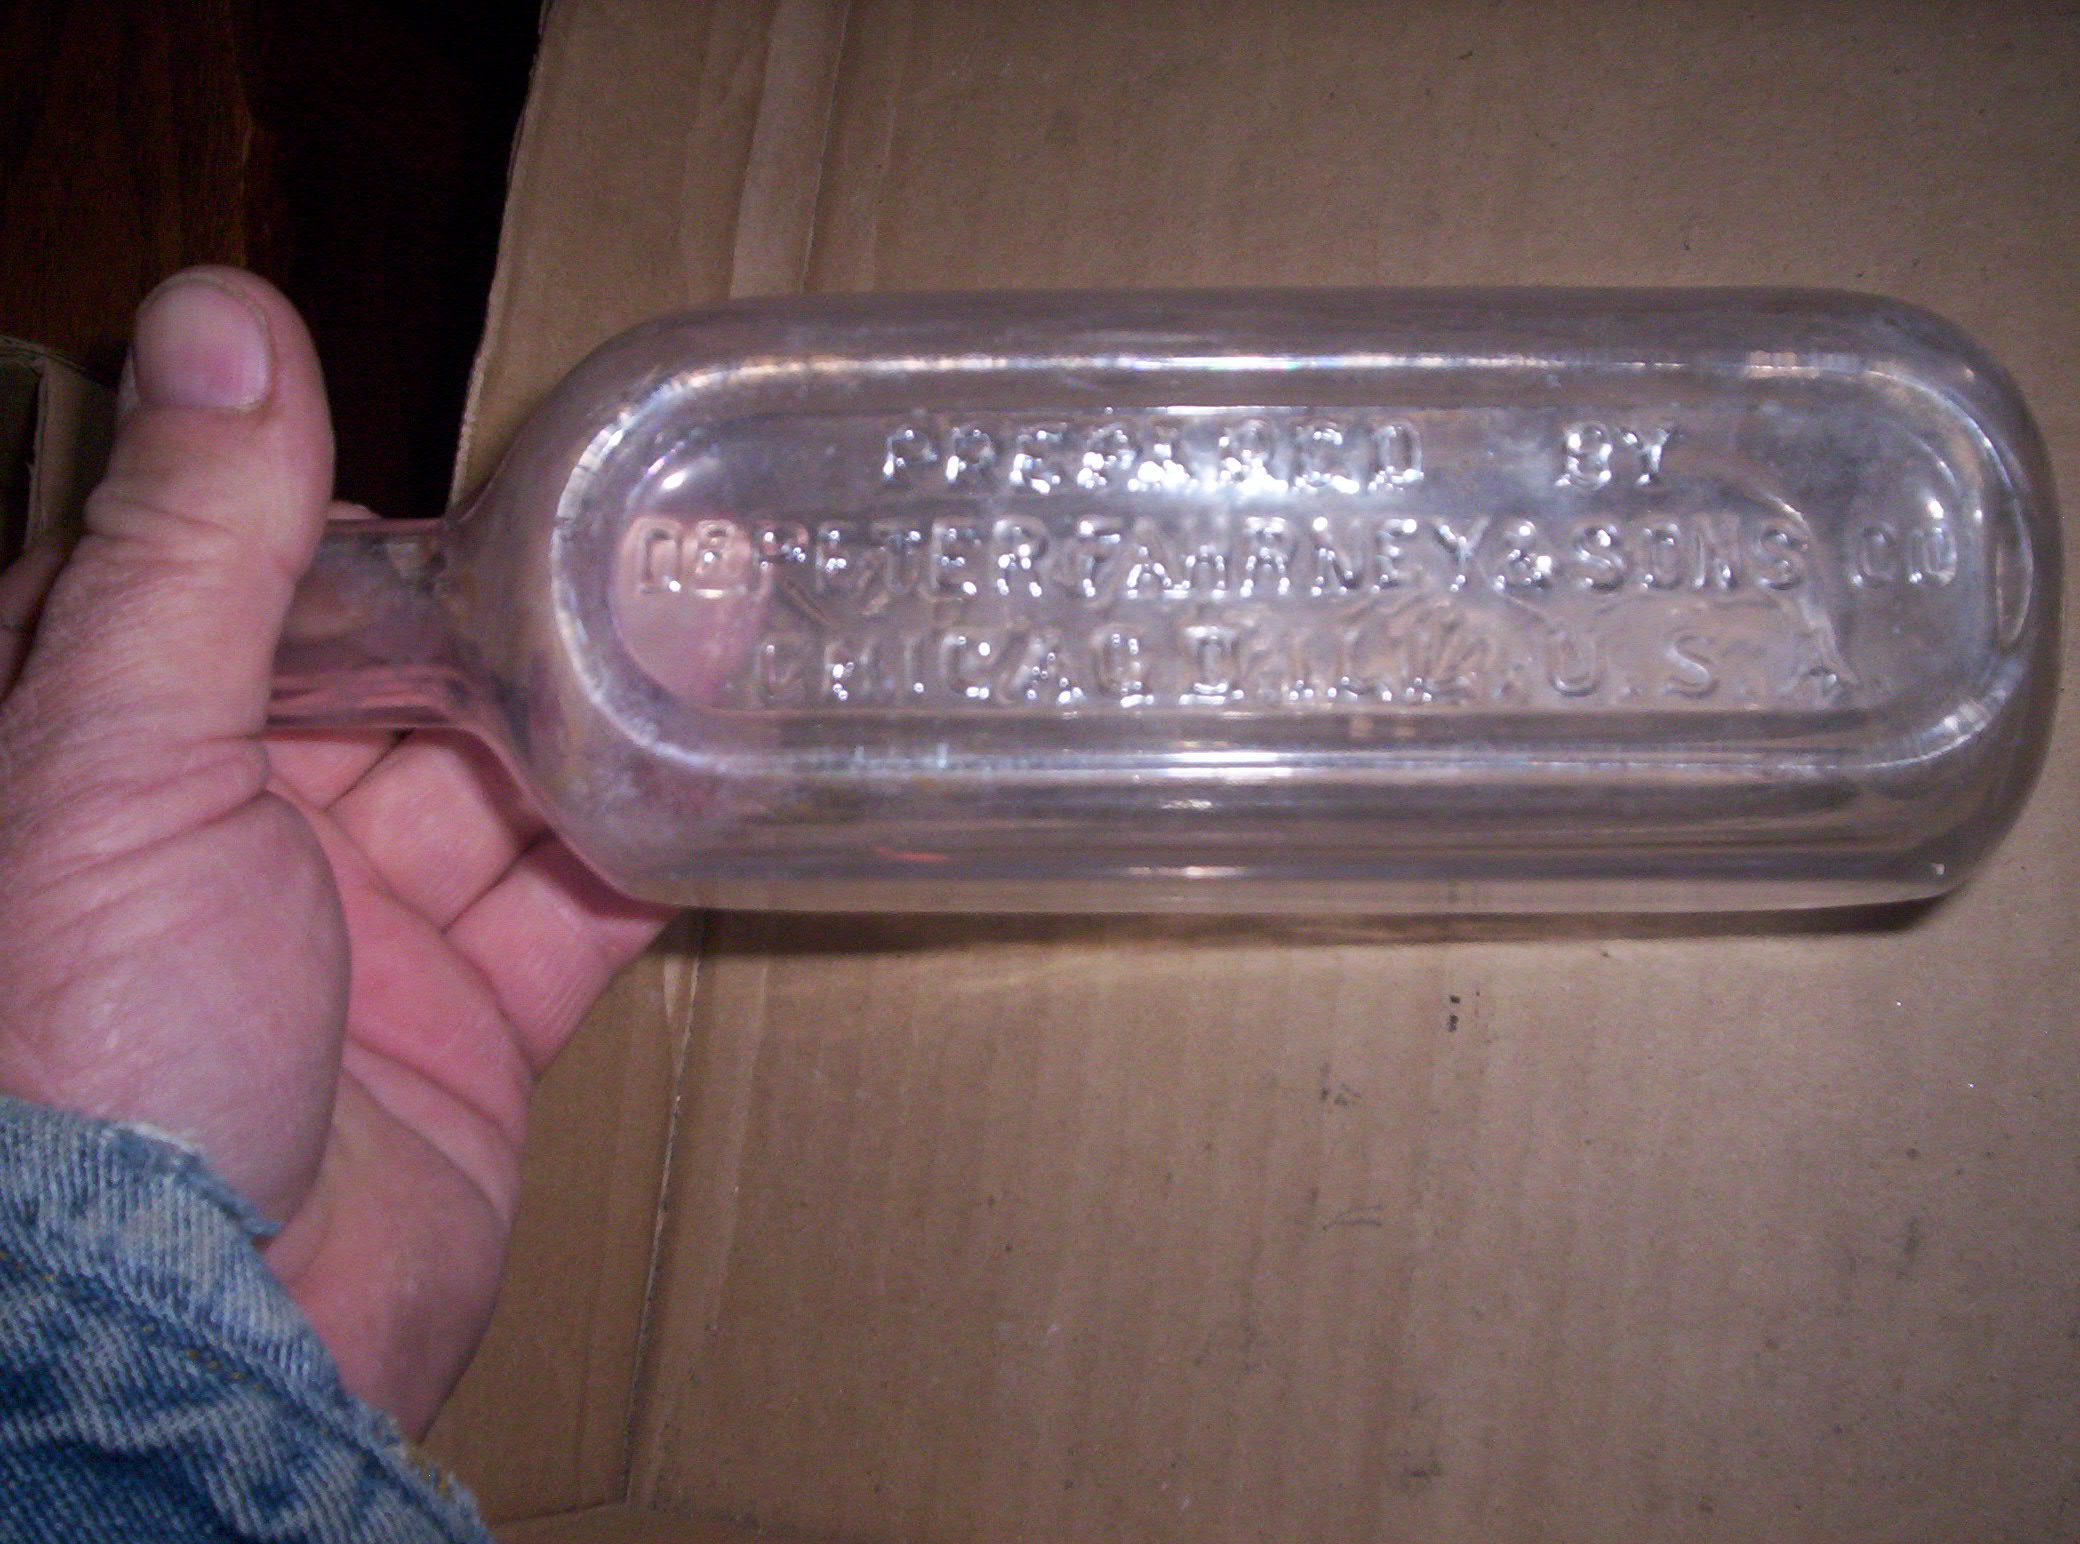 PREPARED BY
DR PETER FAHRNEY & SONS CO
CHICAGO. ILL. U.S.A.